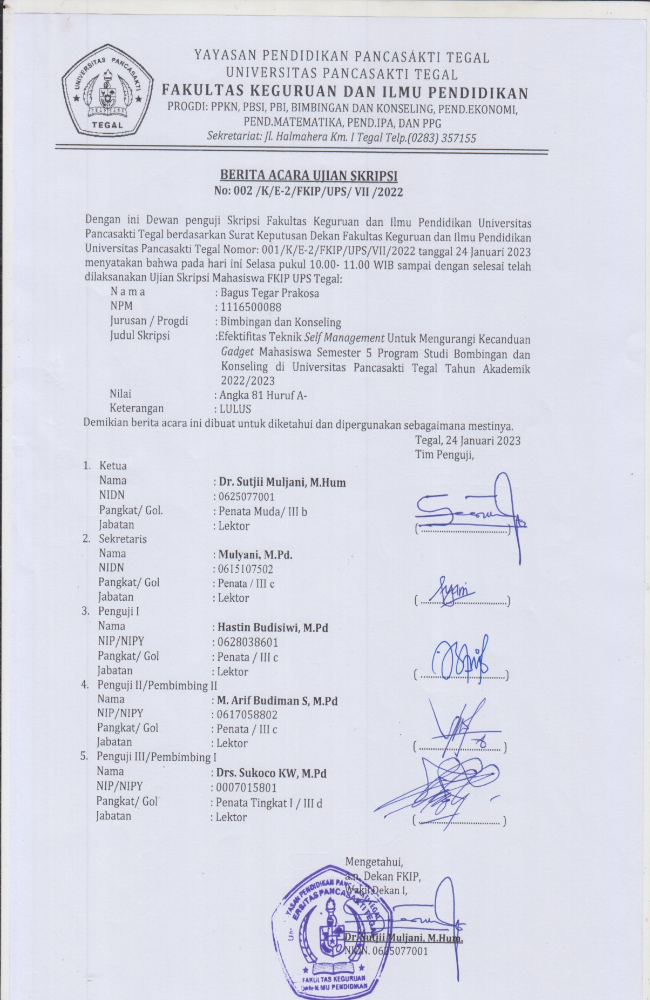 UNIVERSITAS PANCASAKTI
TEGAL
YAYASAN PENDIDIKAN PANCASAKTI TEGAL
UNIVERSITAS PANCASAKTI TEGAL
FAKULTAS KEGURUAN DAN ILMU PENDIDIKAN
PROGDI: PPKN, PBSI, PBI, BIMBINGAN DAN KONSELING, PEND.EKONOMI,
PEND.MATEMATIKA, PEND.IPA, DAN PPG
Sekretariat: Jl. Halmahera Km. I Tegal Telp.(0283) 357155
BERITA ACARA UJIAN SKRIPSI
No: 002 /K/E-2/FKIP/UPS/ VII /2022
Dengan ini Dewan penguji Skripsi Fakultas Keguruan dan Ilmu Pendidikan Universitas
Pancasakti Tegal berdasarkan Surat Keputusan Dekan Fakultas Keguruan dan Ilmu Pendidikan
Universitas Pancasakti Tegal Nomor: 001/K/E-2/FKIP/UPS/VII/2022 tanggal 24 Januari 2023
menyatakan bahwa pada hari ini Selasa pukul 10.00- 11.00 WIB sampai dengan selesai telah
dilaksanakan Ujian Skripsi Mahasiswa FKIP UPS Tegal:
N a m a : Bagus Tegar Prakosa
NPM : 1116500088
Jurusan / Progdi : Bimbingan dan Konseling
Judul Skripsi :Efektifitas Teknik Self Management Untuk Mengurangi Kecanduan
Gadget Mahasiswa Semester 5 Program Studi Bombingan dan
Konseling di Universitas Pancasakti Tegal Tahun Akademik
2022/2023
Nilai : Angka 81 Huruf A-
Keterangan : LULUS
Demikian berita acara ini dibuat untuk diketahui dan dipergunakan sebagaimana mestinya.
Tegal, 24 Januari 2023
Tim Penguji,
1. Ketua
Nama : Dr. Sutjii Muljani, M.Hum
NIDN : 0625077001
Pangkat/ Gol. : Penata Muda/ III b
Jabatan : Lektor (....................................)
2. Sekretaris
Nama : Mulyani, M.Pd.
NIDN : 0615107502
Pangkat/ Gol : Penata / III c
Jabatan : Lektor ( ....................................)
3. Penguji I
Nama : Hastin Budisiwi, M.Pd
NIP/NIPY : 0628038601
Pangkat/ Gol : Penata / III c
Jabatan : Lektor ( ...................................)
4. Penguji II/Pembimbing II
Nama : M. Arif Budiman S, M.Pd
NIP/NIPY : 0617058802
Pangkat/ Gol : Penata / III c
Jabatan : Lektor ( .................................. )
5. Penguji III/Pembimbing I
Nama : Drs. Sukoco KW, M.Pd
NIP/NIPY : 0007015801
Pangkat/ Gol : Penata Tingkat I / III d
Jabatan : Lektor ( .................................. )
Mengetahui,
a.n. Dekan FKIP,
Wakil Dekan I,
Dr. Sutjii Muljani, M.Hum.
NIDN. 0625077001
FAKULTAS KEGURUAN
DAN ILMU PENDIDIKAN